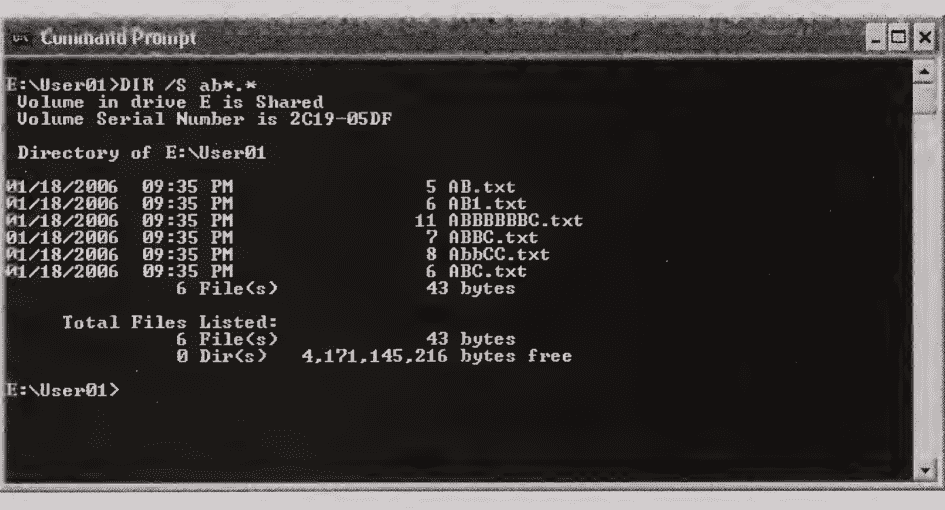 Command Prompt
E:\User01>DIR /S ab*.*
Volume in drive E is Shared
Volume Serial Number is 2C19-05DF
Directory of E:\User01
01/18/2006 09:35 PM 5 AB.txt
01/18/2006 09:35 PM 6 AB1.txt
01/18/2006 09:35 PM 11 ABBBBBBC.txt
01/18/2006 09:35 PM 7 ABBC.txt
01/18/2006 09:35 PM 8 AbbCC.txt
01/18/2006 09:35 PM 6 ABC.txt
6 File(s) 43 bytes
Total Files Listed:
6 File(s) 43 bytes
0 Dir(s) 4,171,145,216 bytes free
E:\User01>